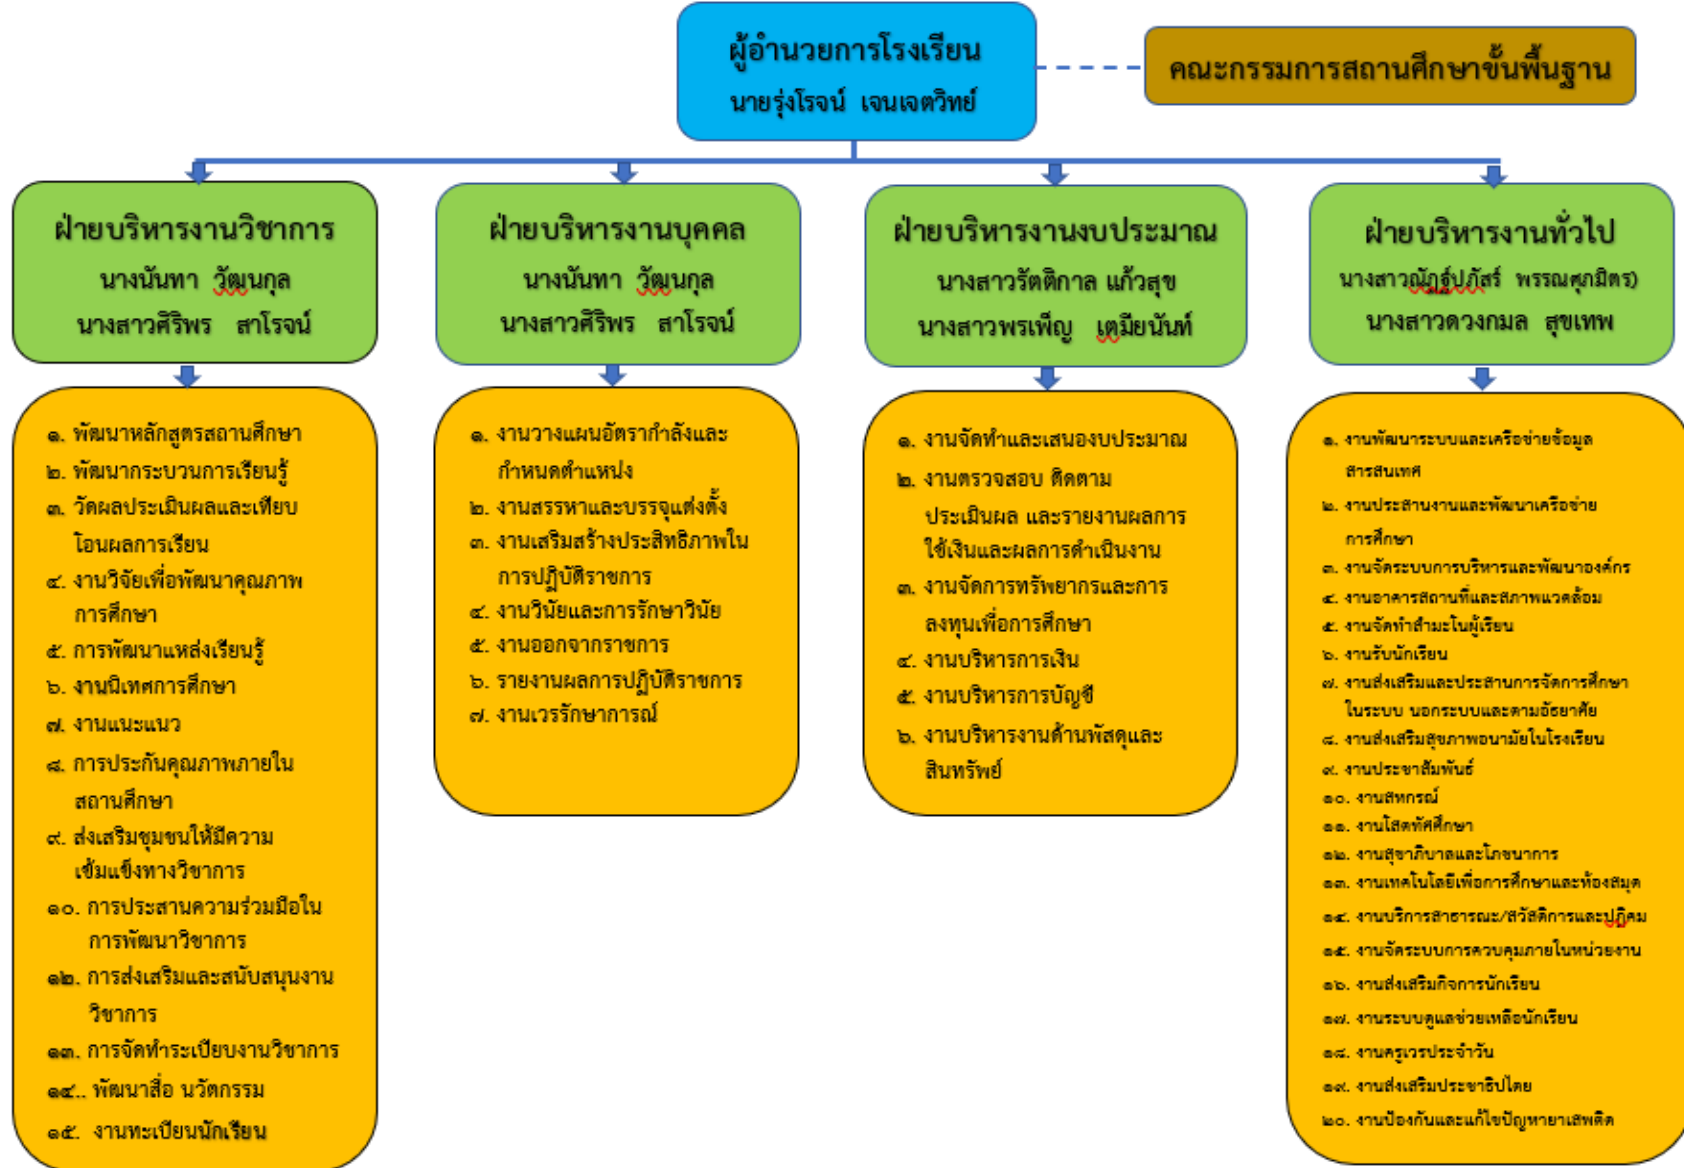 ผู้อำนวยการโรงเรียน
นายรุ่งโรจน์ เจนเจตวิทย์
คณะกรรมการสถานศึกษาขั้นพื้นฐาน
ฝ่ายบริหารงานวิชาการ
นางนันทา วัฒนกุล
นางสาวศิริพร สาโรจน์
๑. พัฒนาหลักสูตรสถานศึกษา
๒. พัฒนากระบวนการเรียนรู้
๓. วัดผลประเมินผลและเทียบ
โอนผลการเรียน
๔. งานวิจัยเพื่อพัฒนาคุณภาพ
การศึกษา
๕. การพัฒนาแหล่งเรียนรู้
๖. งานนิเทศการศึกษา
๗. งานแนะแนว
๘. การประกันคุณภาพภายใน
สถานศึกษา
๙. ส่งเสริมชุมชนให้มีความ
เข้มแข็งทางวิชาการ
๑๐. การประสานความร่วมมือใน
การพัฒนาวิชาการ
๑๒. การส่งเสริมและสนับสนุนงาน
วิชาการ
๑๓. การจัดทำระเบียบงานวิชาการ
๑๔.. พัฒนาสื่อ นวัตกรรม
๑๕. งานทะเบียนนักเรียน
ฝ่ายบริหารงานบุคคล
นางนันทา วัฒนกุล
นางสาวศิริพร สาโรจน์
๑. งานวางแผนอัตรากำลังและ
กำหนดตำแหน่ง
๒. งานสรรหาและบรรจุแต่งตั้ง
๓. งานเสริมสร้างประสิทธิภาพใน
การปฏิบัติราชการ
๔. งานวินัยและการรักษาวินัย
๕. งานออกจากราชการ
๖. รายงานผลการปฏิบัติราชการ
๗. งานเวรรักษาการณ์
ฝ่ายบริหารงานงบประมาณ
นางสาวรัตติกาล แก้วสุข
นางสาวพรเพ็ญ เตมียนันท์
๑. งานจัดทำและเสนองบประมาณ
๒. งานตรวจสอบ ติดตาม
ประเมินผล และรายงานผลการ
ใช้เงินและผลการดำเนินงาน
๓. งานจัดการทรัพยากรและการ
ลงทุนเพื่อการศึกษา
๔. งานบริหารการเงิน
๕. งานบริหารการบัญชี
๖. งานบริหารงานด้านพัสดุและ
สินทรัพย์
ฝ่ายบริหารงานทั่วไป
นางสาวณัฏฐ์ปภัสร์ พรรณศุภมิตร)
นางสาวดวงกมล สุขเทพ
๑. งานพัฒนาระบบและเครือข่ายข้อมูล
สารสนเทศ
๒. งานประสานงานและพัฒนาเครือข่าย
การศึกษา
๓. งานจัดระบบการบริหารและพัฒนาองค์กร
๔. งานอาคารสถานที่และสภาพแวดล้อม
๕. งานจัดทำสำมะโนผู้เรียน
๖. งานรับนักเรียน
๗. งานส่งเสริมและประสานการจัดการศึกษา
ในระบบ นอกระบบและตามอัธยาศัย
๘. งานส่งเสริมสุขภาพอนามัยในโรงเรียน
๙. งานประชาสัมพันธ์
๑๐. งานสหกรณ์
๑๑. งานโสตทัศศึกษา
๑๒. งานสุขาภิบาลและโภชนาการ
๑๓. งานเทคโนโลยีเพื่อการศึกษาและห้องสมุด
๑๔. งานบริการสาธารณะ/สวัสดิการและปฏิคม
๑๕. งานจัดระบบการควบคุมภายในหน่วยงาน
๑๖. งานส่งเสริมกิจการนักเรียน
๑๗. งานระบบดูแลช่วยเหลือนักเรียน
๑๘. งานครูเวรประจำวัน
๑๙. งานส่งเสริมประชาธิปไตย
๒๐. งานป้องกันและแก้ไขปัญหายาเสพติด